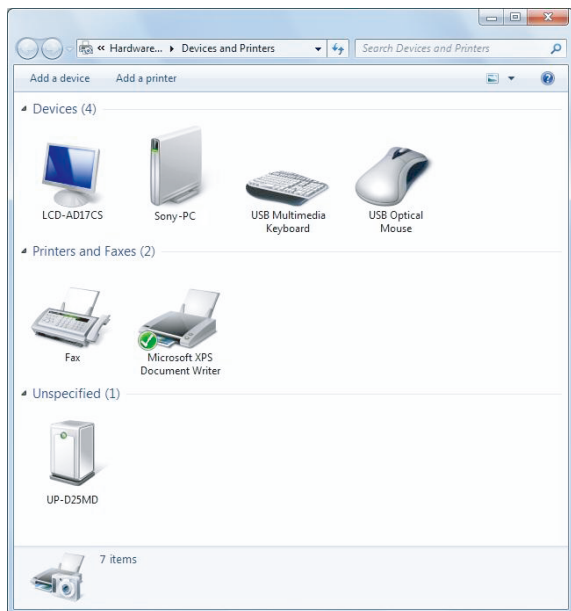 « Hardware... ▸ Devices and Printers
Search Devices and Printers
Add a device Add a printer
Devices (4)
LCD-AD17CS
Sony-PC
USB Multimedia
Keyboard
USB Optical
Mouse
Printers and Faxes (2)
Fax
Microsoft XPS
Document Writer
Unspecified (1)
UP-D25MD
7 items